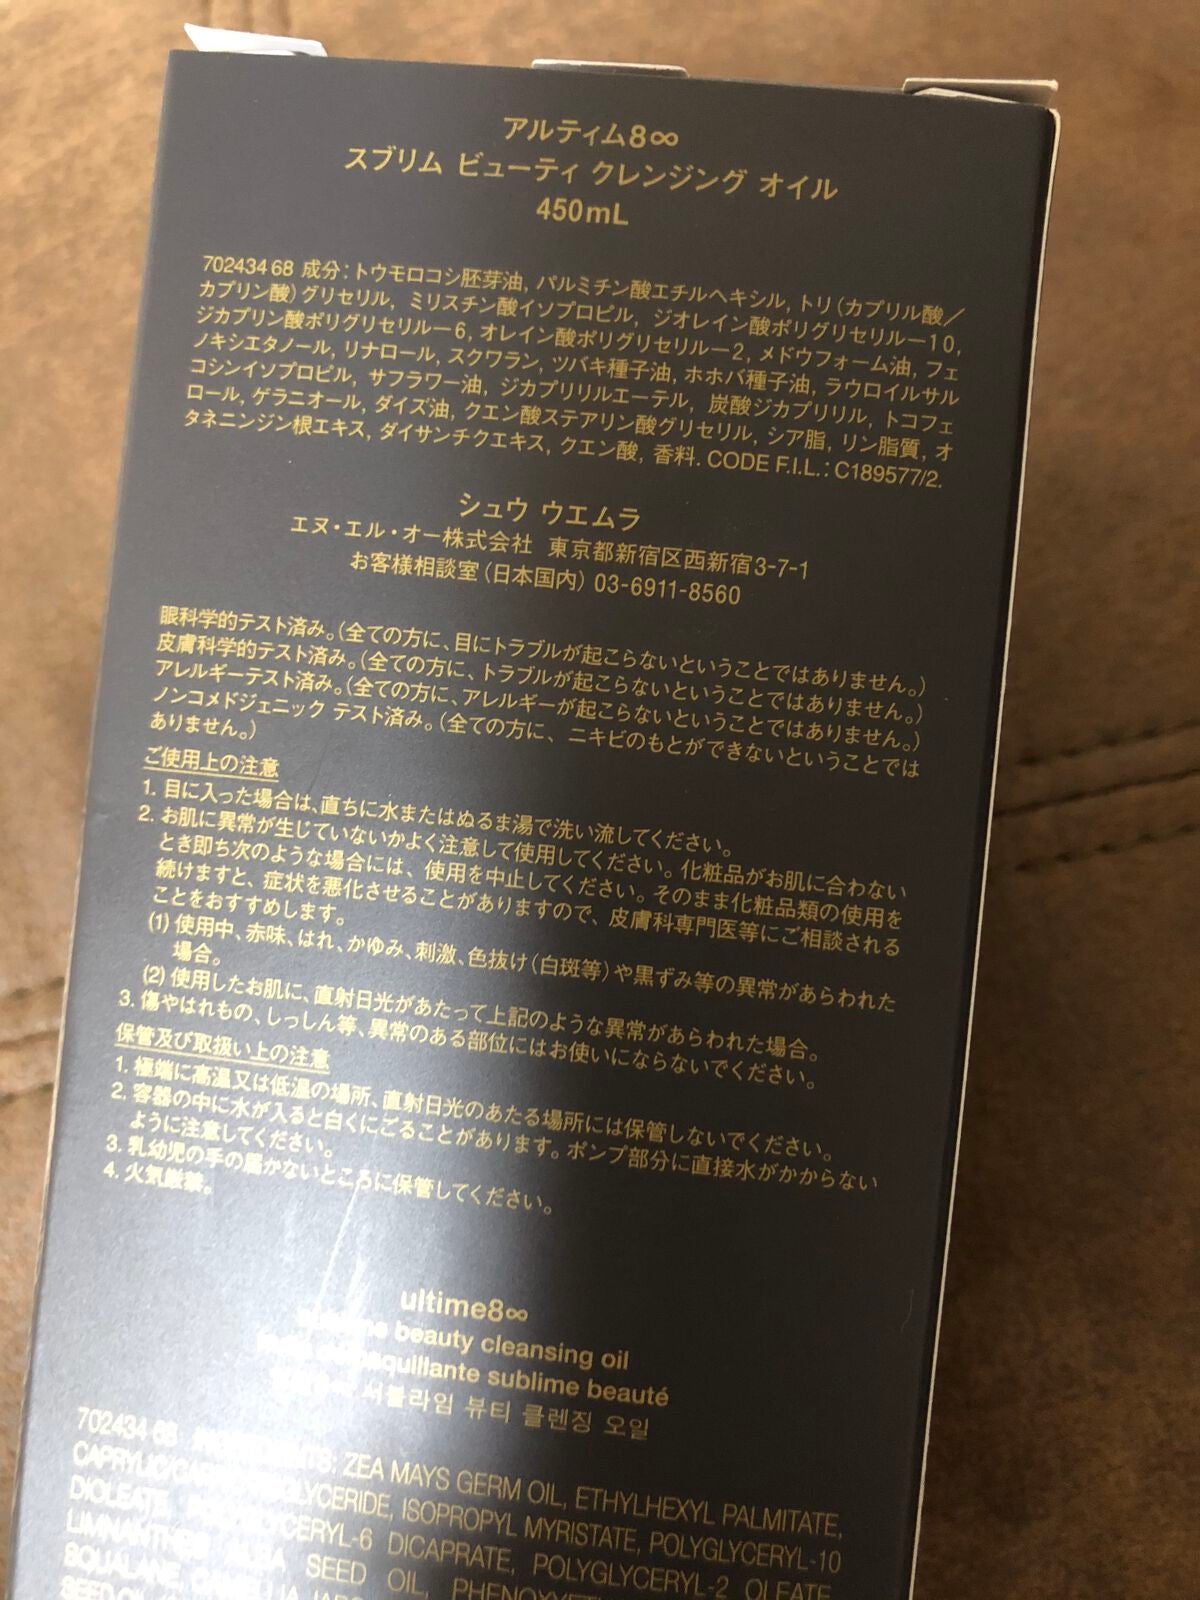 アルティム8∞
スブリム ビューティ クレンジング オイル
450mL
702434 68 成分：トウモロコシ胚芽油, パルミチン酸エチルヘキシル, トリ（カプリル酸／
カプリン酸）グリセリル, ミリスチン酸イソプロピル, ジオレイン酸ポリグリセリル－10,
ジカプリン酸ポリグリセリル－6, オレイン酸ポリグリセリル－2, メドウフォーム油, フェ
ノキシエタノール, リナロール, スクワラン, ツバキ種子油, ホホバ種子油, ラウロイルサル
コシンイソプロピル, サフラワー油, ジカプリリルエーテル, 炭酸ジカプリリル, トコフェ
ロール, ゲラニオール, ダイズ油, クエン酸ステアリン酸グリセリル, シア脂, リン脂質, オ
タネニンジン根エキス, ダイサンチクエキス, クエン酸, 香料. CODE F.I.L.: C189577/2.
シュウ ウエムラ
エヌ・エル・オー株式会社 東京都新宿区西新宿3-7-1
お客様相談室（日本国内）03-6911-8560
眼科学的テスト済み。（全ての方に、目にトラブルが起こらないということではありません。）
皮膚科学的テスト済み。（全ての方に、トラブルが起こらないということではありません。）
アレルギーテスト済み。（全ての方に、アレルギーが起こらないということではありません。）
ノンコメドジェニック テスト済み。（全ての方に、ニキビのもとができないということでは
ありません。）
ご使用上の注意
1. 目に入った場合は、直ちに水またはぬるま湯で洗い流してください。
2. お肌に異常が生じていないかよく注意して使用してください。化粧品がお肌に合わない
とき即ち次のような場合には、使用を中止してください。そのまま化粧品類の使用を
続けますと、症状を悪化させることがありますので、皮膚科専門医等にご相談される
ことをおすすめします。
(1) 使用中、赤味、はれ、かゆみ、刺激、色抜け（白斑等）や黒ずみ等の異常があらわれた
場合。
(2) 使用したお肌に、直射日光があたって上記のような異常があらわれた場合。
3. 傷やはれもの、しっしん等、異常のある部位にはお使いにならないでください。
保管及び取扱い上の注意
1. 極端に高温又は低温の場所、直射日光のあたる場所には保管しないでください。
2. 容器の中に水が入ると白くにごることがあります。ポンプ部分に直接水がかからない
ように注意してください。
3. 乳幼児の手の届かないところに保管してください。
4. 火気厳禁。
ultime8∞
beauty cleansing oil
sublime beauté
서블라임 뷰티 클렌징 오일
702434 68 ZEA MAYS GERM OIL, ETHYLHEXYL PALMITATE,
ISOPROPYL MYRISTATE, POLYGLYCERYL-10
DIOLEATE, DICAPRATE, POLYGLYCERYL-2 OLEATE,
SEED OIL,
SQUALANE,
SEED OIL